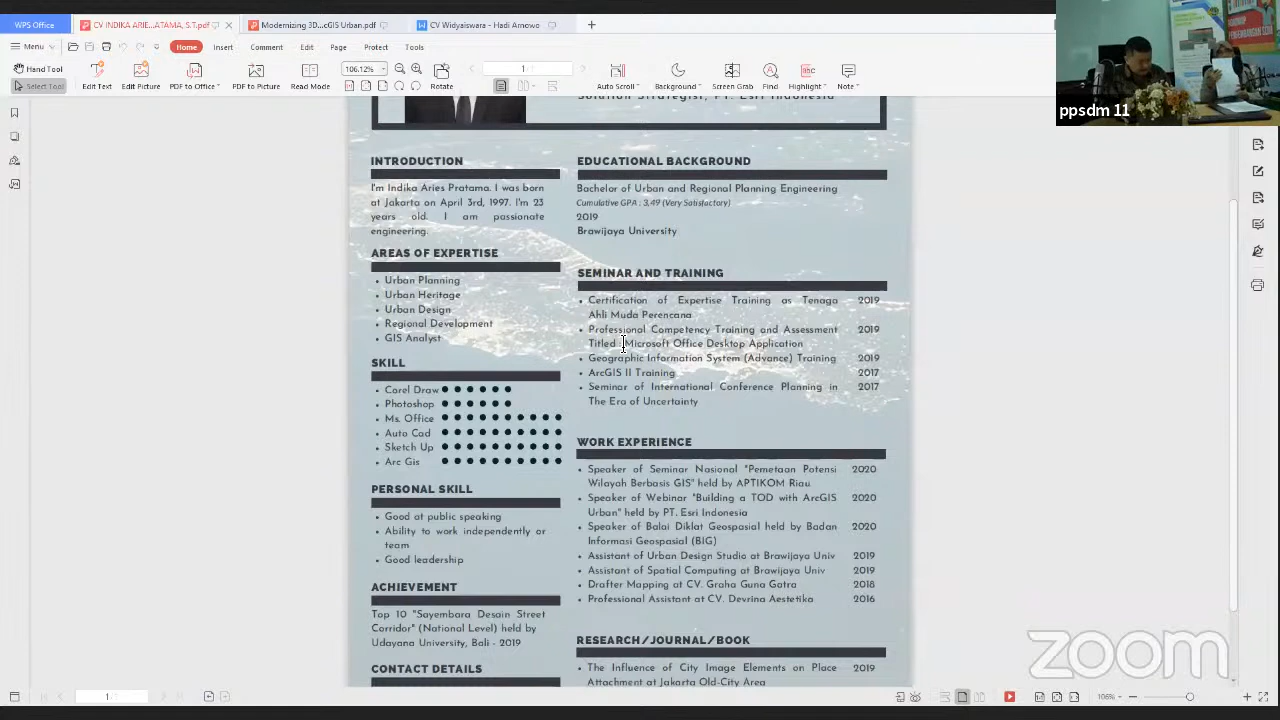 WPS Office
CV INDIKA ARIE...ATAMA, S.T.pdf
Modernizing 3D...cGIS Urban.pdf
CV Widyaiswara - Hadi Arnowo
Menu
Home
Insert
Comment
Edit
Page
Protect
Tools
Hand Tool
Select Tool
Edit Text
Edit Picture
PDF to Office
PDF to Picture
Read Mode
106.12%
1/1
Rotate
Auto Scroll
Background
Screen Grab
Find
Highlight
Note
ppsdm 11
Solution Strategist, PT. Esri Indonesia
INTRODUCTION
I'm Indika Aries Pratama. I was born
at Jakarta on April 3rd, 1997. I'm 23
years old. I am passionate
engineering.
AREAS OF EXPERTISE
• Urban Planning
• Urban Heritage
• Urban Design
• Regional Development
• GIS Analyst
SKILL
• Corel Draw
• Photoshop
• Ms. Office
• Auto Cad
• Sketch Up
• Arc Gis
PERSONAL SKILL
• Good at public speaking
• Ability to work independently or
team
• Good leadership
ACHIEVEMENT
Top 10 "Sayembara Desain Street
Corridor" (National Level) held by
Udayana University, Bali - 2019
CONTACT DETAILS
EDUCATIONAL BACKGROUND
Bachelor of Urban and Regional Planning Engineering
Cumulative GPA : 3,49 (Very Satisfactory)
2019
Brawijaya University
SEMINAR AND TRAINING
• Certification of Expertise Training as Tenaga 2019
Ahli Muda Perencana
• Professional Competency Training and Assessment 2019
Titled : Microsoft Office Desktop Application
• Geographic Information System (Advance) Training 2019
• ArcGIS II Training 2017
• Seminar of International Conference Planning in 2017
The Era of Uncertainty
WORK EXPERIENCE
• Speaker of Seminar Nasional "Pemetaan Potensi 2020
Wilayah Berbasis GIS" held by APTIKOM Riau
• Speaker of Webinar "Building a TOD with ArcGIS 2020
Urban" held by PT. Esri Indonesia
• Speaker of Balai Diklat Geospasial held by Badan 2020
Informasi Geospasial (BIG)
• Assistant of Urban Design Studio at Brawijaya Univ 2019
• Assistant of Spatial Computing at Brawijaya Univ 2019
• Drafter Mapping at CV. Graha Guna Gatra 2018
• Professional Assistant at CV. Devrina Aestetika 2016
RESEARCH/JOURNAL/BOOK
• The Influence of City Image Elements on Place 2019
Attachment at Jakarta Old-City Area
zoom
1/1
106%